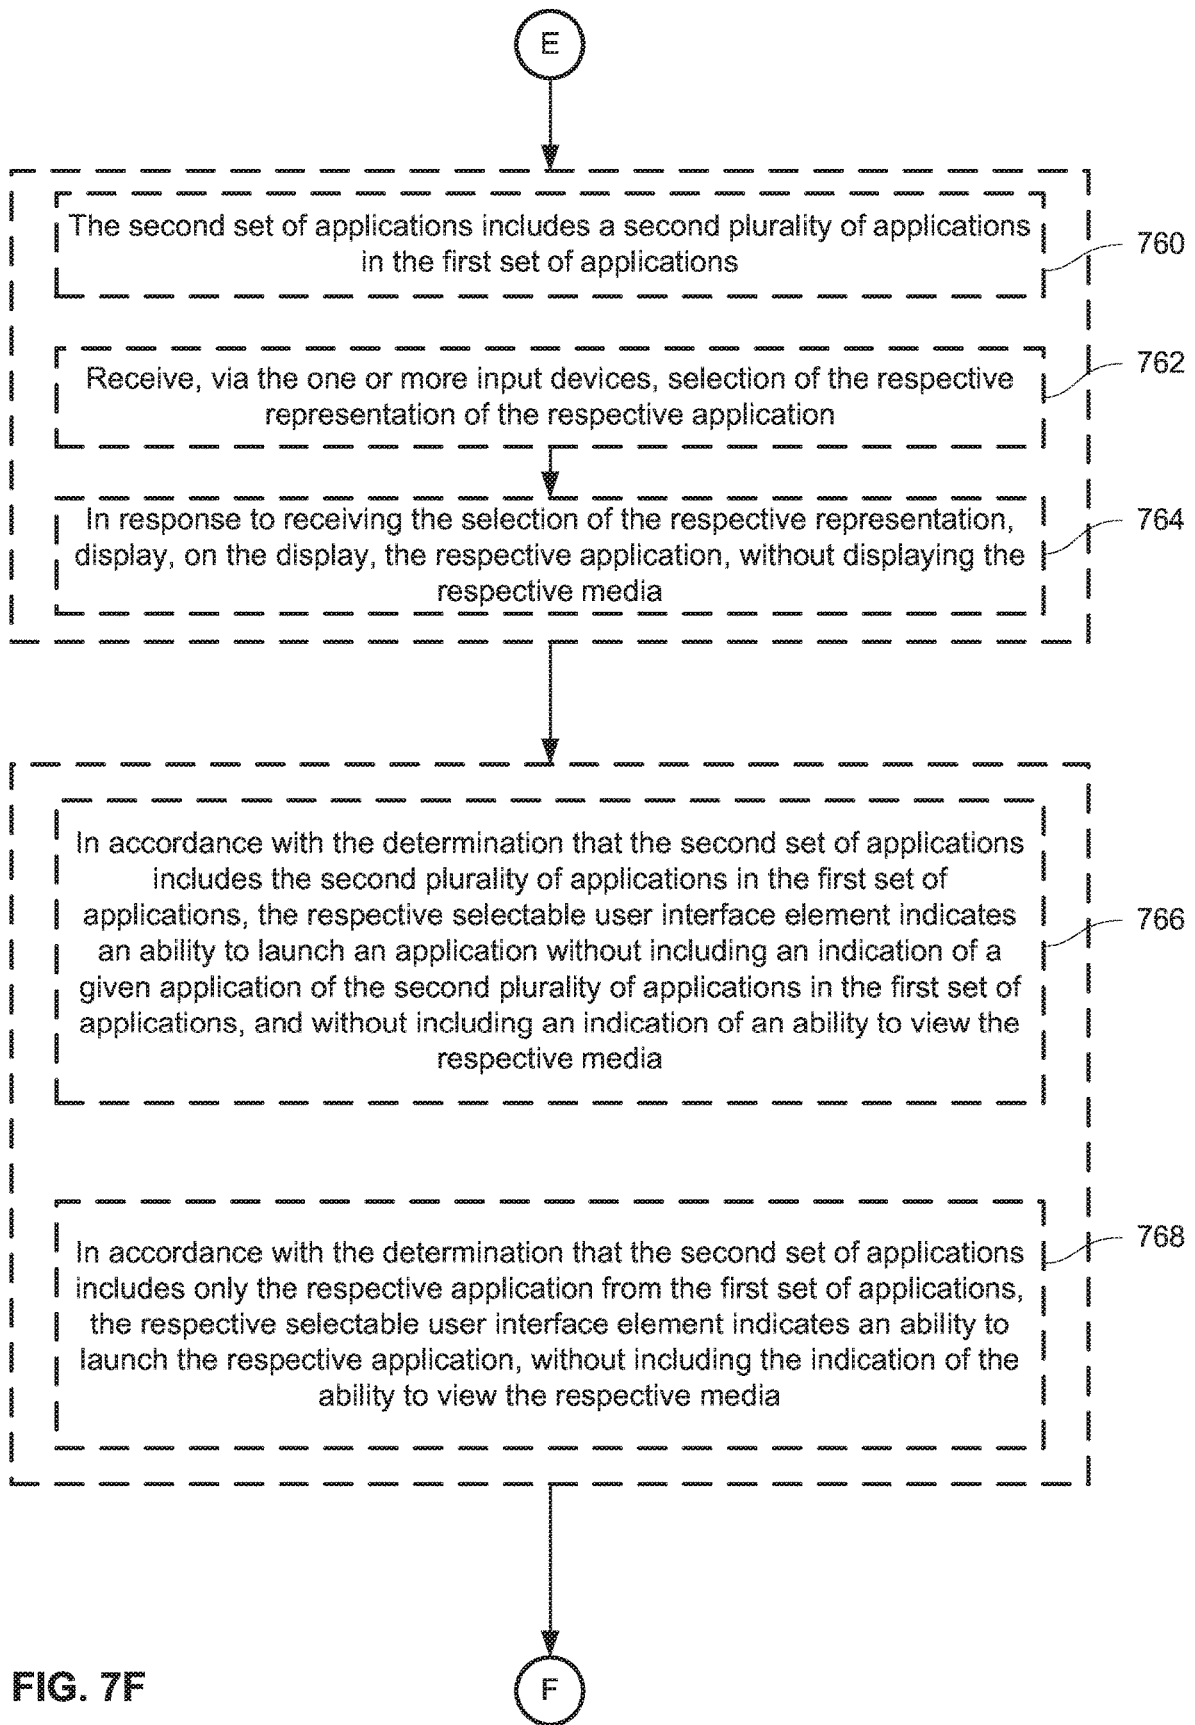 E
The second set of applications includes a second plurality of applications
in the first set of applications
760
Receive, via the one or more input devices, selection of the respective
representation of the respective application
762
In response to receiving the selection of the respective representation,
display, on the display, the respective application, without displaying the
respective media
764
In accordance with the determination that the second set of applications
includes the second plurality of applications in the first set of
applications, the respective selectable user interface element indicates
an ability to launch an application without including an indication of a
given application of the second plurality of applications in the first set of
applications, and without including an indication of an ability to view the
respective media
766
In accordance with the determination that the second set of applications
includes only the respective application from the first set of applications,
the respective selectable user interface element indicates an ability to
launch the respective application, without including the indication of the
ability to view the respective media
768
F
FIG. 7F